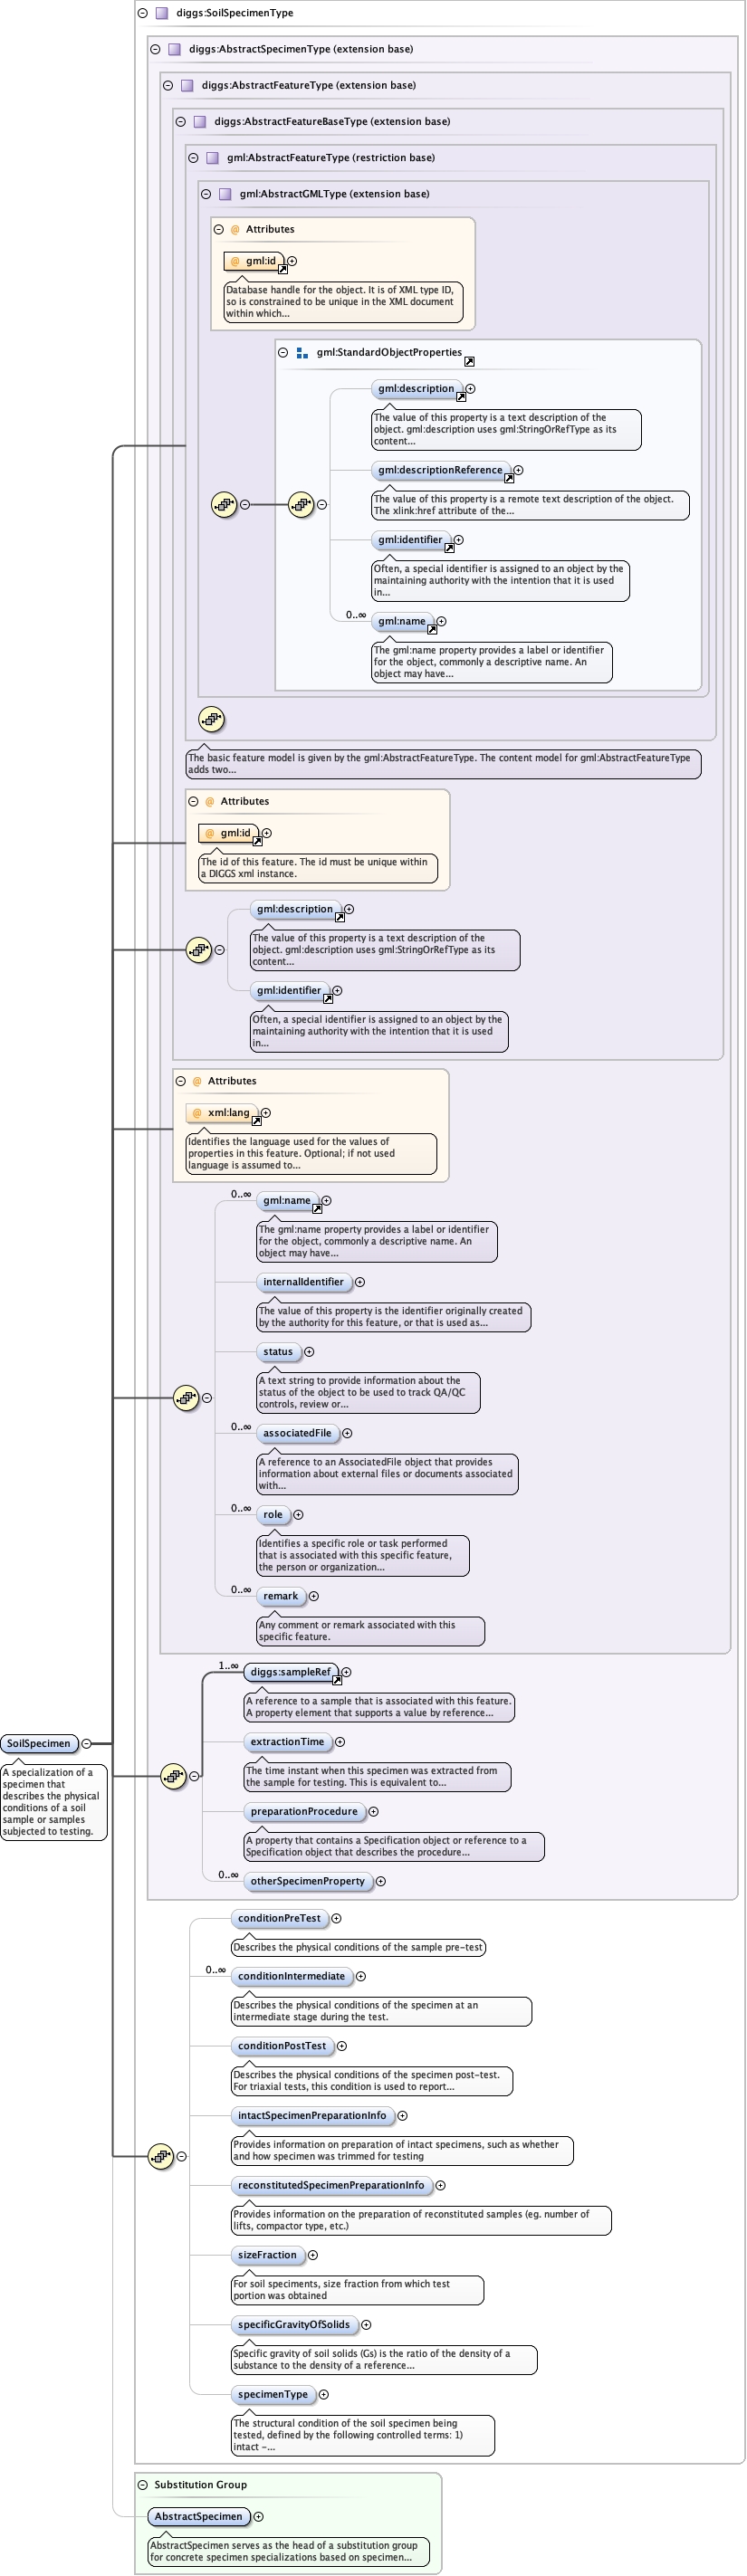 diggs:SoilSpecimenType
diggs:AbstractSpecimenType (extension base)
diggs:AbstractFeatureType (extension base)
diggs:AbstractFeatureBaseType (extension base)
gml:AbstractFeatureType (restriction base)
gml:AbstractGMLType (extension base)
@ Attributes
@ gml:id
Database handle for the object. It is of XML type ID,
so is constrained to be unique in the XML document
within which...
gml:StandardObjectProperties
gml:description
The value of this property is a text description of the
object. gml:description uses gml:StringOrRefType as its
content...
gml:descriptionReference
The value of this property is a remote text description of the object.
The xlink:href attribute of the...
gml:identifier
Often, a special identifier is assigned to an object by the
maintaining authority with the intention that it is used
in...
0..∞
gml:name
The gml:name property provides a label or identifier
for the object, commonly a descriptive name. An
object may have...
The basic feature model is given by the gml:AbstractFeatureType. The content model for gml:AbstractFeatureType
adds two...
@ Attributes
@ gml:id
The id of this feature. The id must be unique within
a DIGGS xml instance.
gml:description
The value of this property is a text description of the
object. gml:description uses gml:StringOrRefType as its
content...
gml:identifier
Often, a special identifier is assigned to an object by the
maintaining authority with the intention that it is used
in...
@ Attributes
@ xml:lang
Identifies the language used for the values of
properties in this feature. Optional; if not used
language is assumed to...
0..∞
gml:name
The gml:name property provides a label or identifier
for the object, commonly a descriptive name. An
object may have...
internalIdentifier
The value of this property is the identifier originally created
by the authority for this feature, or that is used as...
status
A text string to provide information about the
status of the object to be used to track QA/QC
controls, review or...
0..∞
associatedFile
A reference to an AssociatedFile object that provides
information about external files or documents associated
with...
0..∞
role
Identifies a specific role or task performed
that is associated with this specific feature,
the person or organization...
0..∞
remark
Any comment or remark associated with this
specific feature.
1..∞
diggs:sampleRef
A reference to a sample that is associated with this feature.
A property element that supports a value by reference...
extractionTime
The time instant when this specimen was extracted from
the sample for testing. This is equivalent to...
preparationProcedure
A property that contains a Specification object or reference to a
Specification object that describes the procedure...
0..∞
otherSpecimenProperty
SoilSpecimen
A specialization of a
specimen that
describes the physical
conditions of a soil
sample or samples
subjected to testing.
conditionPreTest
Describes the physical conditions of the sample pre-test
0..∞
conditionIntermediate
Describes the physical conditions of the specimen at an
intermediate stage during the test.
conditionPostTest
Describes the physical conditions of the specimen post-test.
For triaxial tests, this condition is used to report...
intactSpecimenPreparationInfo
Provides information on preparation of intact specimens, such as whether
and how specimen was trimmed for testing
reconstitutedSpecimenPreparationInfo
Provides information on the preparation of reconstituted samples (eg. number of
lifts, compactor type, etc.)
sizeFraction
For soil speciments, size fraction from which test
portion was obtained
specificGravityOfSolids
Specific gravity of soil solids (Gs) is the ratio of the density of a
substance to the density of a reference...
specimenType
The structural condition of the soil specimen being
tested, defined by the following controlled terms: 1)
intact -...
Substitution Group
AbstractSpecimen
AbstractSpecimen serves as the head of a substitution group
for concrete specimen specializations based on specimen...